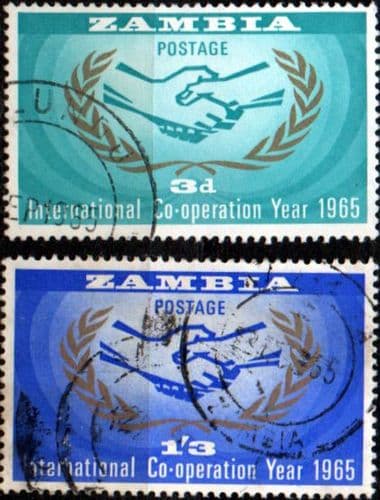 ZAMBIA
POSTAGE
3d
International Co-operation Year 1965
ZAMBIA
POSTAGE
1'3
International Co-operation Year 1965